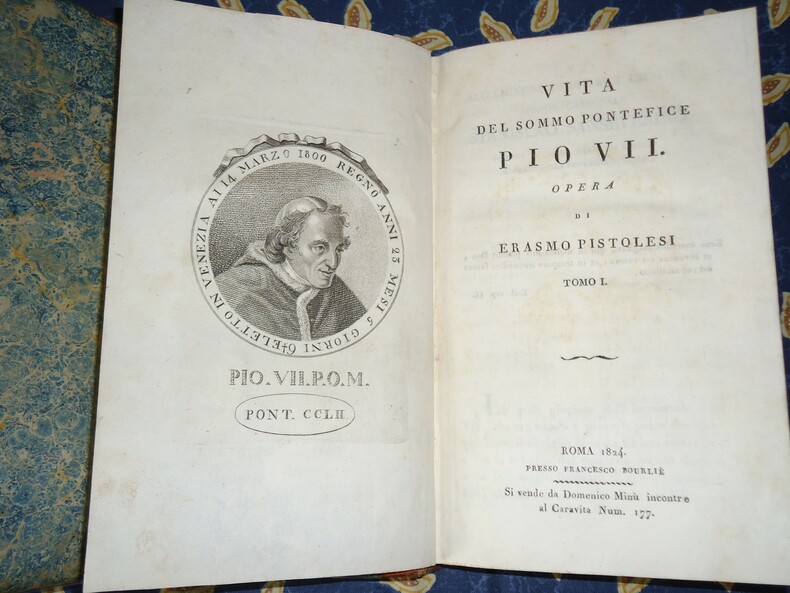 ELETTO IN VENEZIA AI 14 MARZO 1800 REGNO ANNI 23 MESI 5 GIORNI 6
PIO. VII. P. O. M.
PONT. CCLII
VITA
DEL SOMMO PONTEFICE
PIO VII.
OPERA
DI
ERASMO PISTOLESI
TOMO I.
ROMA 1824.
PRESSO FRANCESCO BOURLIÈ
Si vende da Domenico Minù incontro
al Caravita Num. 177.